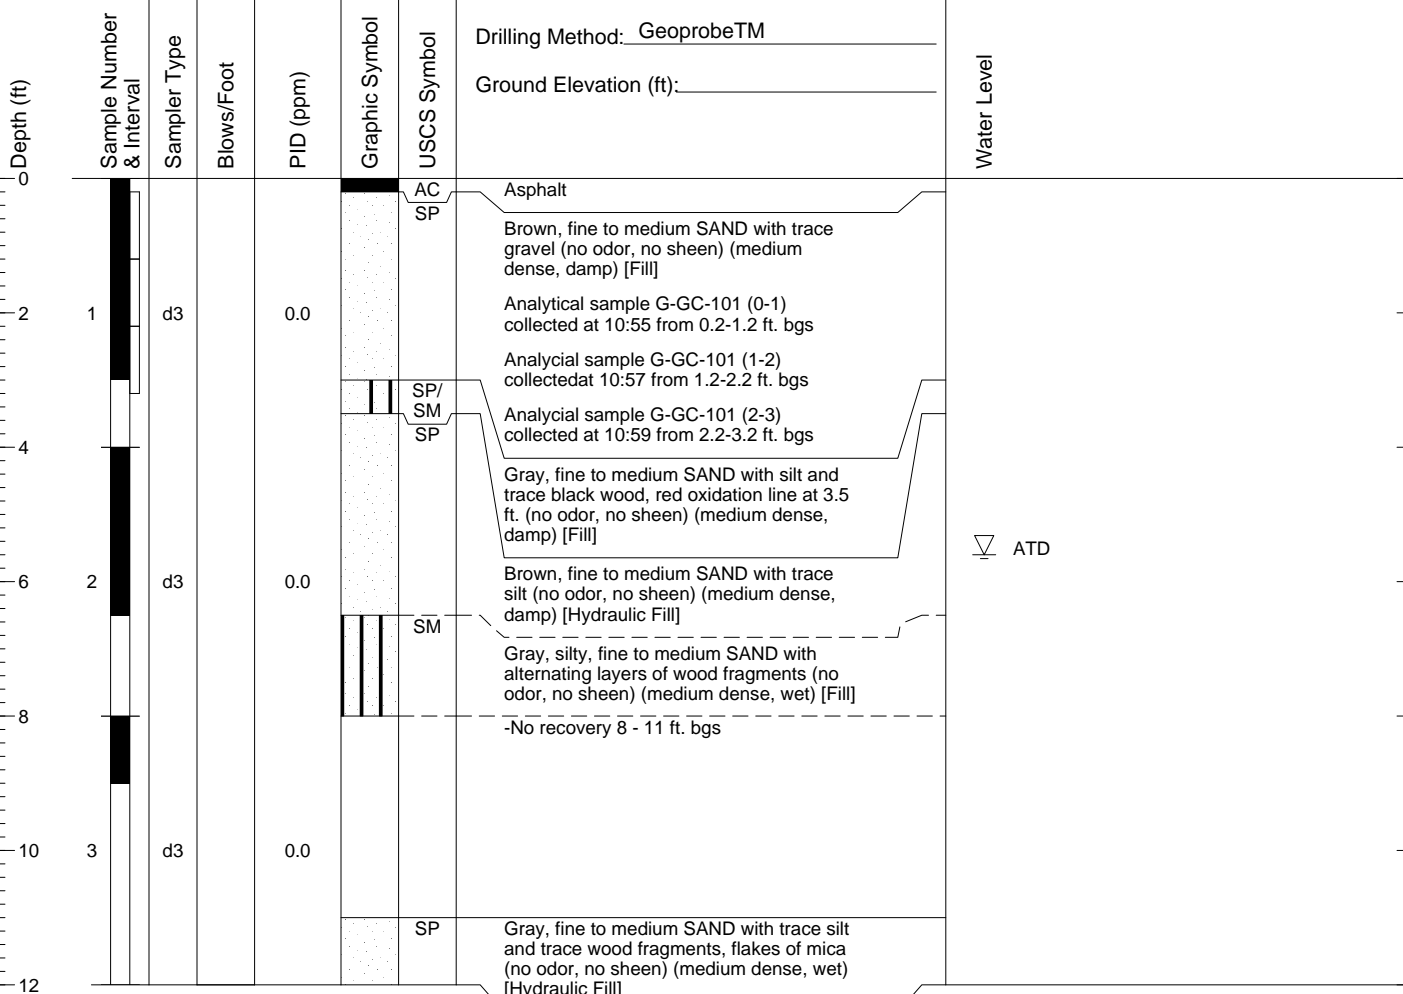 Drilling Method: GeoprobeTM
Ground Elevation (ft):
Depth (ft)
Sample Number
& Interval
Sampler Type
Blows/Foot
PID (ppm)
Graphic Symbol
USCS Symbol
Water Level
0
AC
Asphalt
SP
Brown, fine to medium SAND with trace
gravel (no odor, no sheen) (medium
dense, damp) [Fill]
Analytical sample G-GC-101 (0-1)
2
1
d3
0.0
collected at 10:55 from 0.2-1.2 ft. bgs
Analycial sample G-GC-101 (1-2)
collectedat 10:57 from 1.2-2.2 ft. bgs
SP/
SM
Analycial sample G-GC-101 (2-3)
SP
collected at 10:59 from 2.2-3.2 ft. bgs
4
Gray, fine to medium SAND with silt and
trace black wood, red oxidation line at 3.5
ft. (no odor, no sheen) (medium dense,
damp) [Fill]
ATD
Brown, fine to medium SAND with trace
6
2
d3
0.0
silt (no odor, no sheen) (medium dense,
damp) [Hydraulic Fill]
SM
Gray, silty, fine to medium SAND with
alternating layers of wood fragments (no
odor, no sheen) (medium dense, wet) [Fill]
8
-No recovery 8 - 11 ft. bgs
10
3
d3
0.0
SP
Gray, fine to medium SAND with trace silt
and trace wood fragments, flakes of mica
(no odor, no sheen) (medium dense, wet)
12
[Hydraulic Fill]